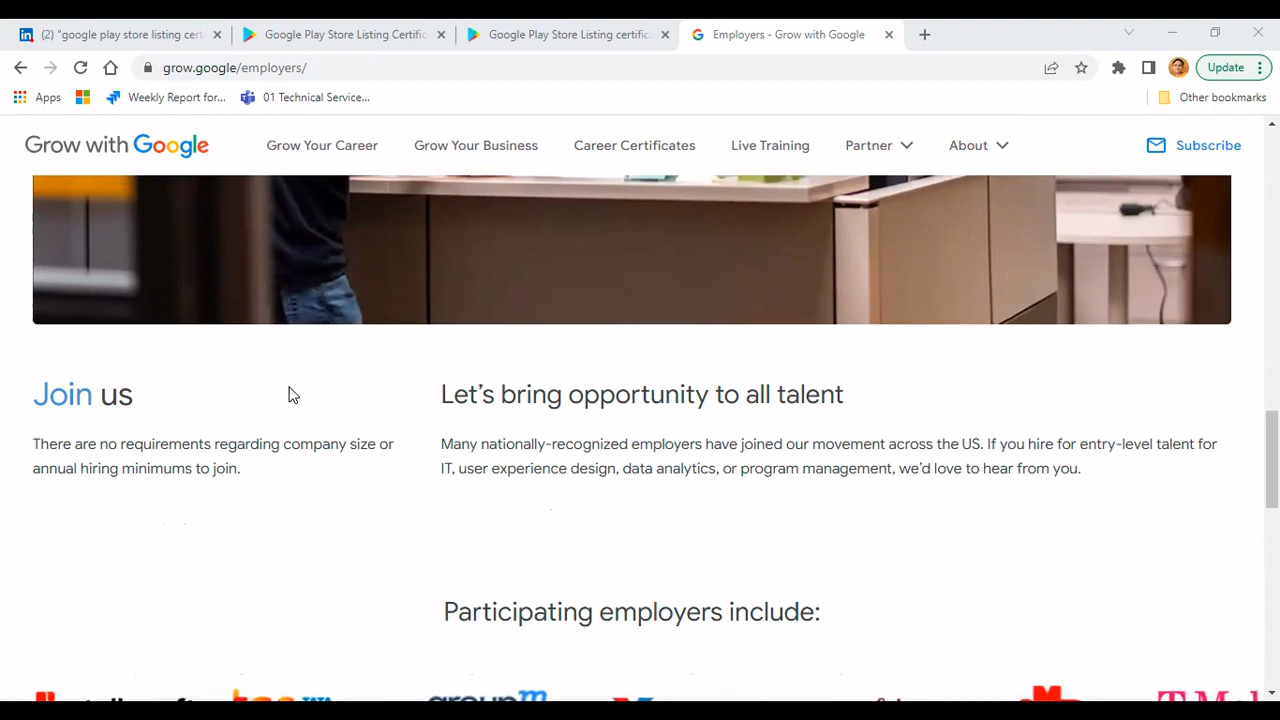 (2) "google play store listing cert
Google Play Store Listing Certific
Google Play Store Listing certific
Employers - Grow with Google
grow.google/employers/
Update
Apps
Weekly Report for...
01 Technical Service...
Other bookmarks
Grow with Google
Grow Your Career
Grow Your Business
Career Certificates
Live Training
Partner
About
Subscribe
Join us
There are no requirements regarding company size or
annual hiring minimums to join.
Let's bring opportunity to all talent
Many nationally-recognized employers have joined our movement across the US. If you hire for entry-level talent for
IT, user experience design, data analytics, or program management, we'd love to hear from you.
Participating employers include:
groupm